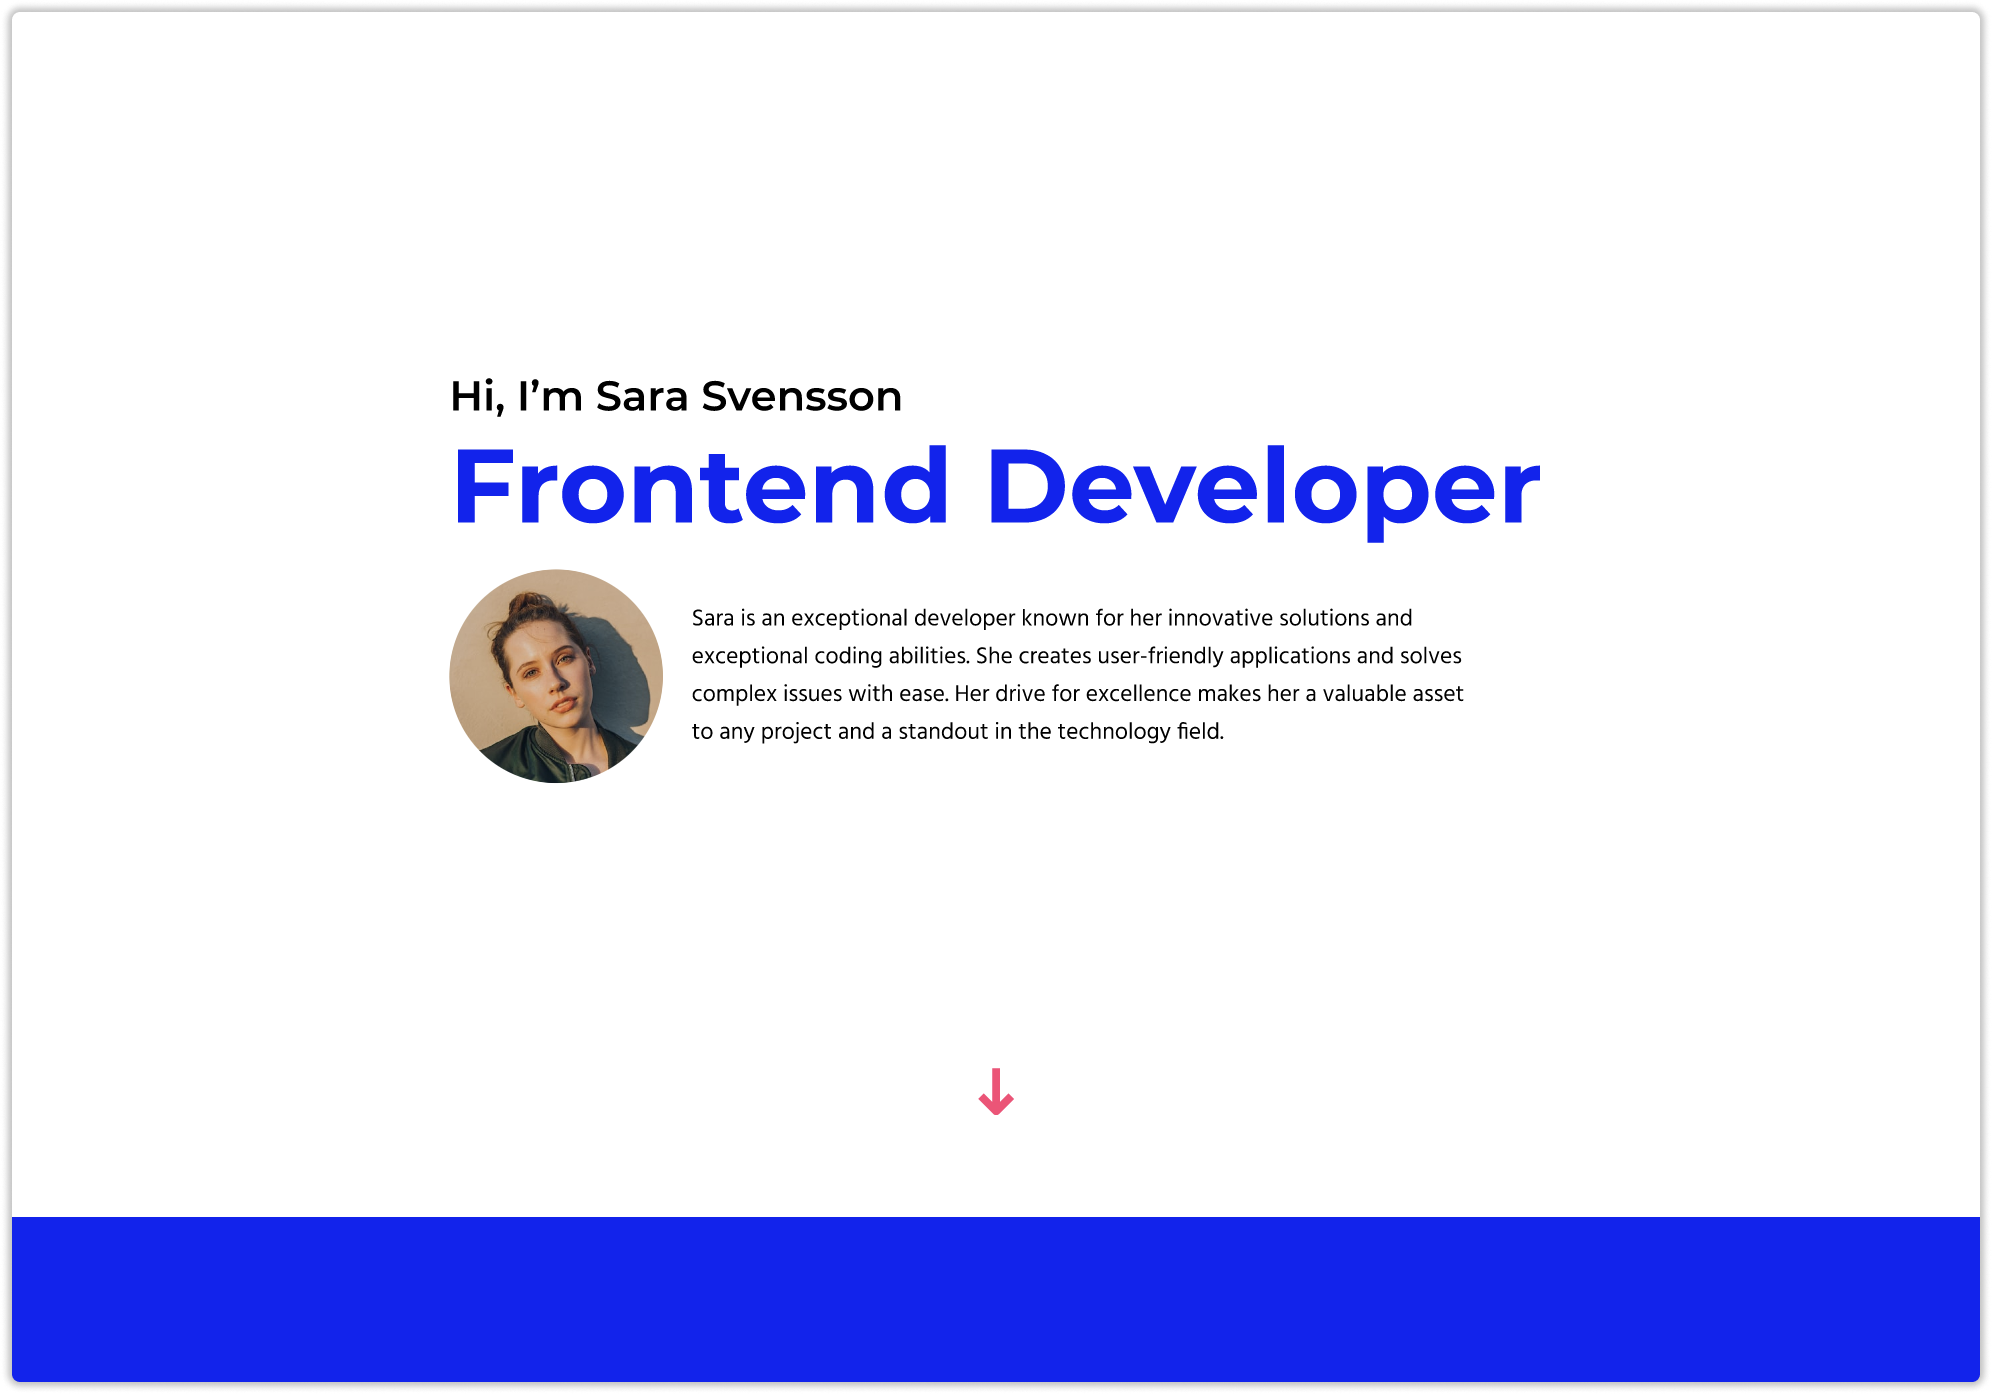 Hi, I’m Sara Svensson
Frontend Developer
Sara is an exceptional developer known for her innovative solutions and
exceptional coding abilities. She creates user-friendly applications and solves
complex issues with ease. Her drive for excellence makes her a valuable asset
to any project and a standout in the technology field.